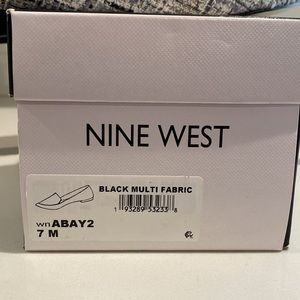 NINE WEST
BLACK MULTI FABRIC
1 93289 53233 8
wnABAY2
7 M